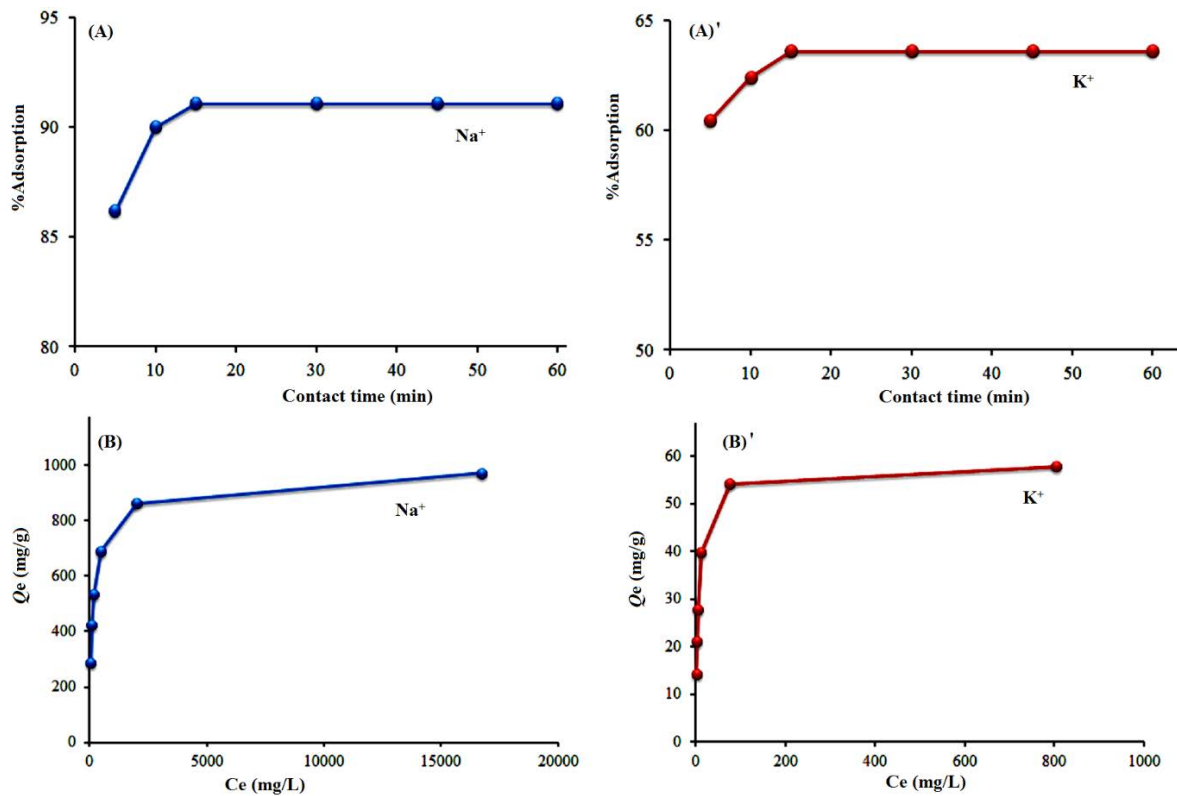 (A)
95
90
85
80
%Adsorption
Na⁺
0 10 20 30 40 50 60
Contact time (min)
(A)'
65
60
55
50
%Adsorption
K⁺
0 10 20 30 40 50 60
Contact time (min)
(B)
1000
800
600
400
200
0
Qe (mg/g)
Na⁺
0 5000 10000 15000 20000
Ce (mg/L)
(B)'
60
50
40
30
20
10
0
Qe (mg/g)
K⁺
0 200 400 600 800 1000
Ce (mg/L)